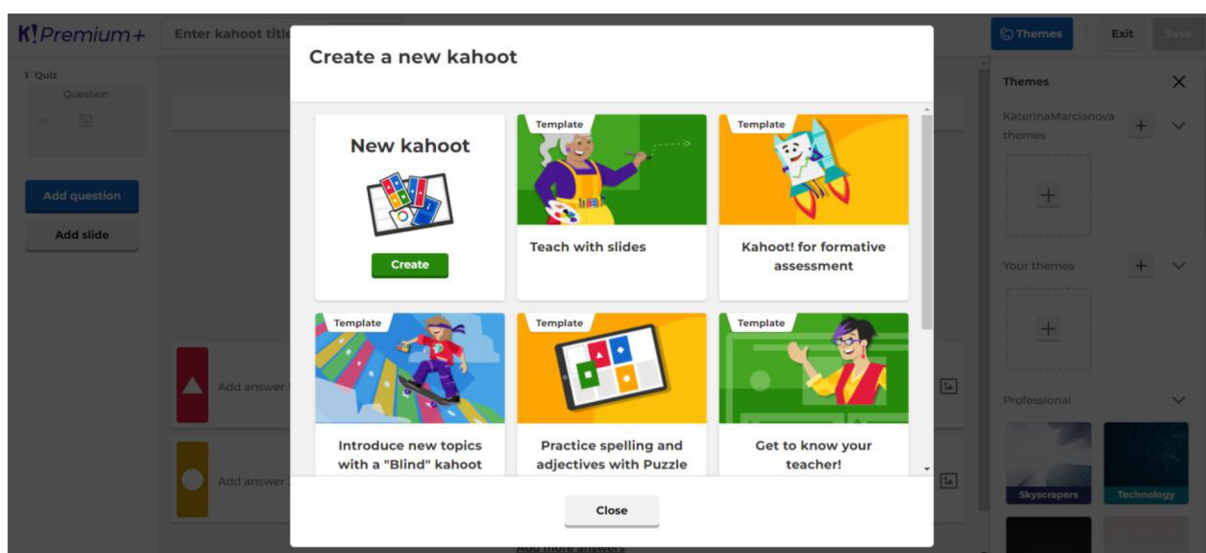 K!Premium+
Enter kahoot title
Themes
Exit
Save
1 Quiz
Question
Add question
Add slide
Create a new kahoot
New kahoot
Create
Template
Teach with slides
Template
Kahoot! for formative
assessment
Template
Introduce new topics
with a "Blind" kahoot
Template
Practice spelling and
adjectives with Puzzle
Template
Get to know your
teacher!
Close
Add answer
Add answer
Add more answers
Themes
KaterinaMarcianova
themes
Your themes
Professional
Skyscrapers
Technology